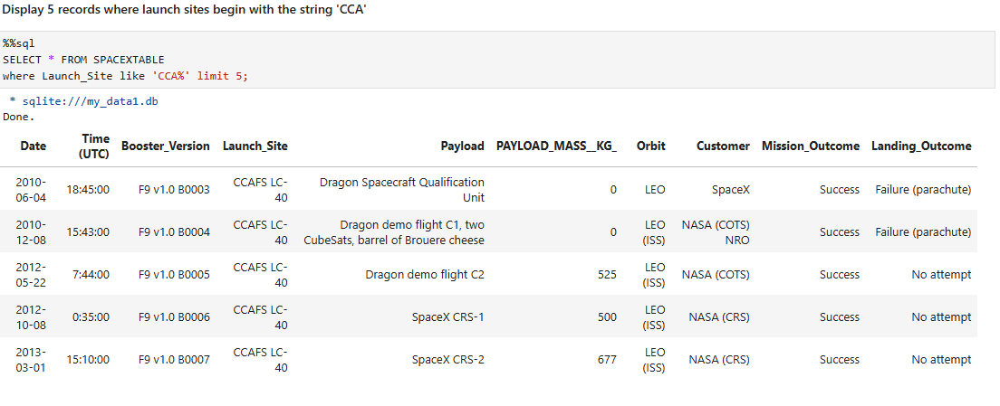 Display 5 records where launch sites begin with the string 'CCA'
%%sql
SELECT * FROM SPACEXTABLE
where Launch_Site like 'CCA%' limit 5;
* sqlite:///my_data1.db
Done.
Date Time (UTC) Booster_Version Launch_Site Payload PAYLOAD_MASS__KG_ Orbit Customer Mission_Outcome Landing_Outcome
2010-06-04 18:45:00 F9 v1.0 B0003 CCAFS LC-40 Dragon Spacecraft Qualification Unit 0 LEO SpaceX Success Failure (parachute)
2010-12-08 15:43:00 F9 v1.0 B0004 CCAFS LC-40 Dragon demo flight C1, two CubeSats, barrel of Brouere cheese 0 LEO (ISS) NASA (COTS) NRO Success Failure (parachute)
2012-05-22 7:44:00 F9 v1.0 B0005 CCAFS LC-40 Dragon demo flight C2 525 LEO (ISS) NASA (COTS) Success No attempt
2012-10-08 0:35:00 F9 v1.0 B0006 CCAFS LC-40 SpaceX CRS-1 500 LEO (ISS) NASA (CRS) Success No attempt
2013-03-01 15:10:00 F9 v1.0 B0007 CCAFS LC-40 SpaceX CRS-2 677 LEO (ISS) NASA (CRS) Success No attempt